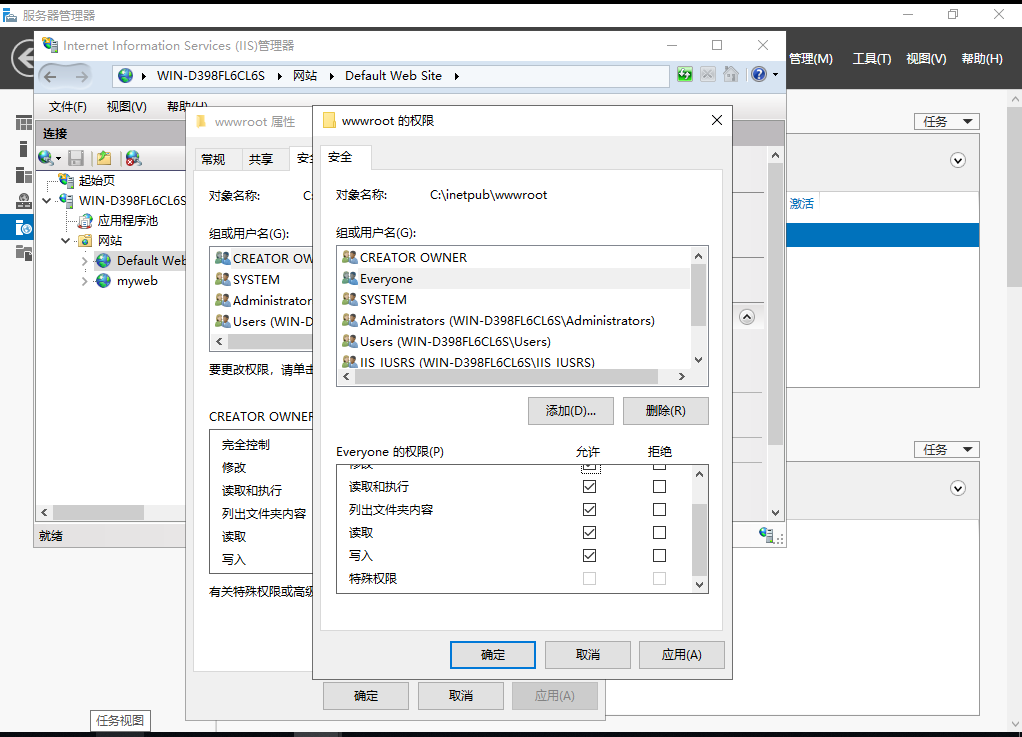 服务器管理器
Internet Information Services (IIS)管理器
WIN-D398FL6CL6S
网站
Default Web Site
管理(M)
工具(T)
视图(V)
帮助(H)
文件(F)
视图(V)
帮助(H)
连接
起始页
WIN-D398FL6CL6S
应用程序池
网站
Default Web
myweb
就绪
wwwroot 属性
常规
共享
安全
对象名称:
C:
组或用户名(G):
CREATOR OW
SYSTEM
Administrator
Users (WIN-D
要更改权限，请单击
CREATOR OWNER
完全控制
修改
读取和执行
列出文件夹内容
读取
写入
有关特殊权限或高级
确定
取消
应用(A)
wwwroot 的权限
安全
对象名称:
C:\inetpub\wwwroot
组或用户名(G):
CREATOR OWNER
Everyone
SYSTEM
Administrators (WIN-D398FL6CL6S\Administrators)
Users (WIN-D398FL6CL6S\Users)
IIS_IUSRS (WIN-D398FL6CL6S\IIS_IUSRS)
添加(D)...
删除(R)
Everyone 的权限(P)
允许
拒绝
修改
读取和执行
列出文件夹内容
读取
写入
特殊权限
确定
取消
应用(A)
任务
激活
任务
任务视图